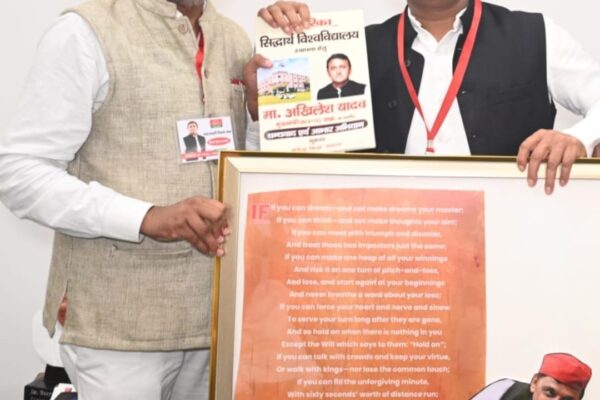 सिद्धार्थ विश्वविद्यालय
मा. अखिलेश यादव
IF
If you can dream—and not make dreams your master;
If you can think—and not make thoughts your aim;
If you can meet with triumph and disaster,
And treat those two impostors just the same;
If you can make one heap of all your winnings
And risk it on one turn of pitch-and-toss,
And lose, and start again at your beginnings
And never breathe a word about your loss;
If you can force your heart and nerve and sinew
To serve your turn long after they are gone,
And so hold on when there is nothing in you
Except the Will which says to them: "Hold on";
If you can talk with crowds and keep your virtue,
Or walk with kings—nor lose the common touch;
If you can fill the unforgiving minute,
With sixty seconds' worth of distance run;